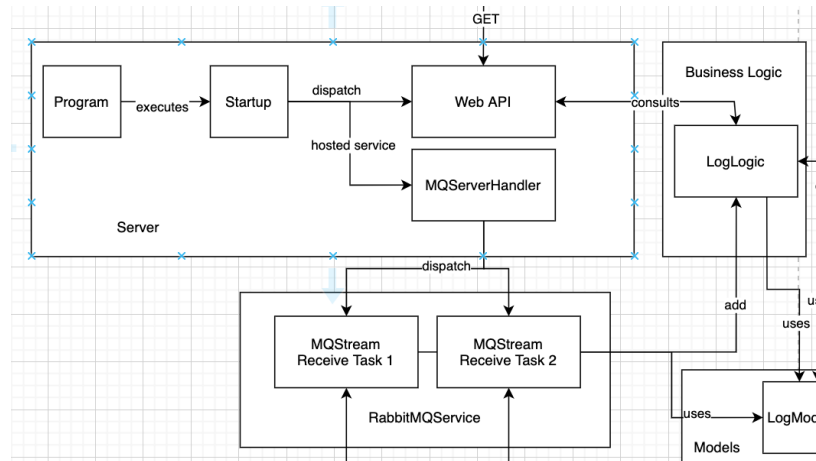 GET
Program
executes
Startup
dispatch
hosted service
Web API
MQServerHandler
Server
consults
Business Logic
LogLogic
dispatch
MQStream
Receive Task 1
MQStream
Receive Task 2
RabbitMQService
add
uses
uses
Models